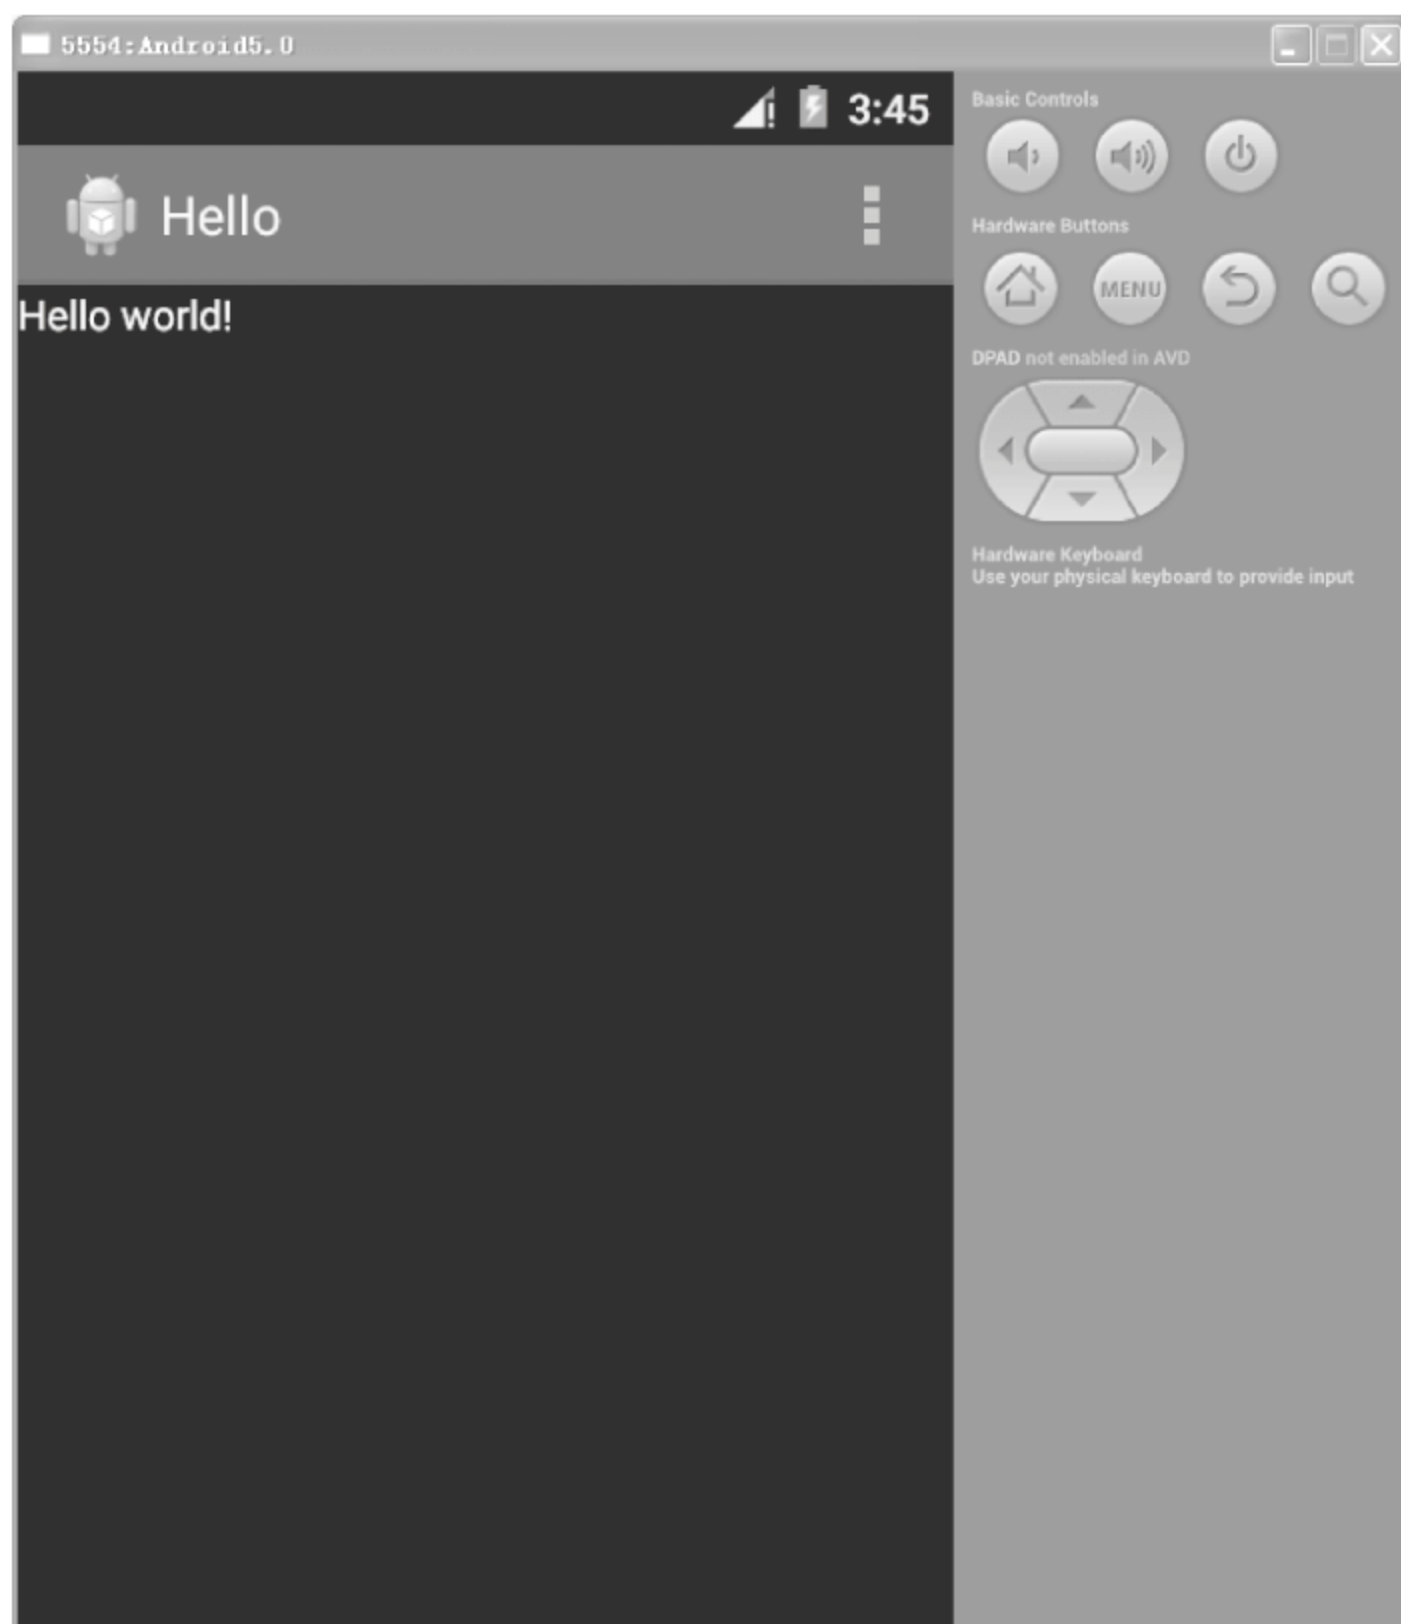 5554:Android5.0
3:45
Hello
Hello world!
Basic Controls
Hardware Buttons
MENU
DPAD not enabled in AVD
Hardware Keyboard
Use your physical keyboard to provide input